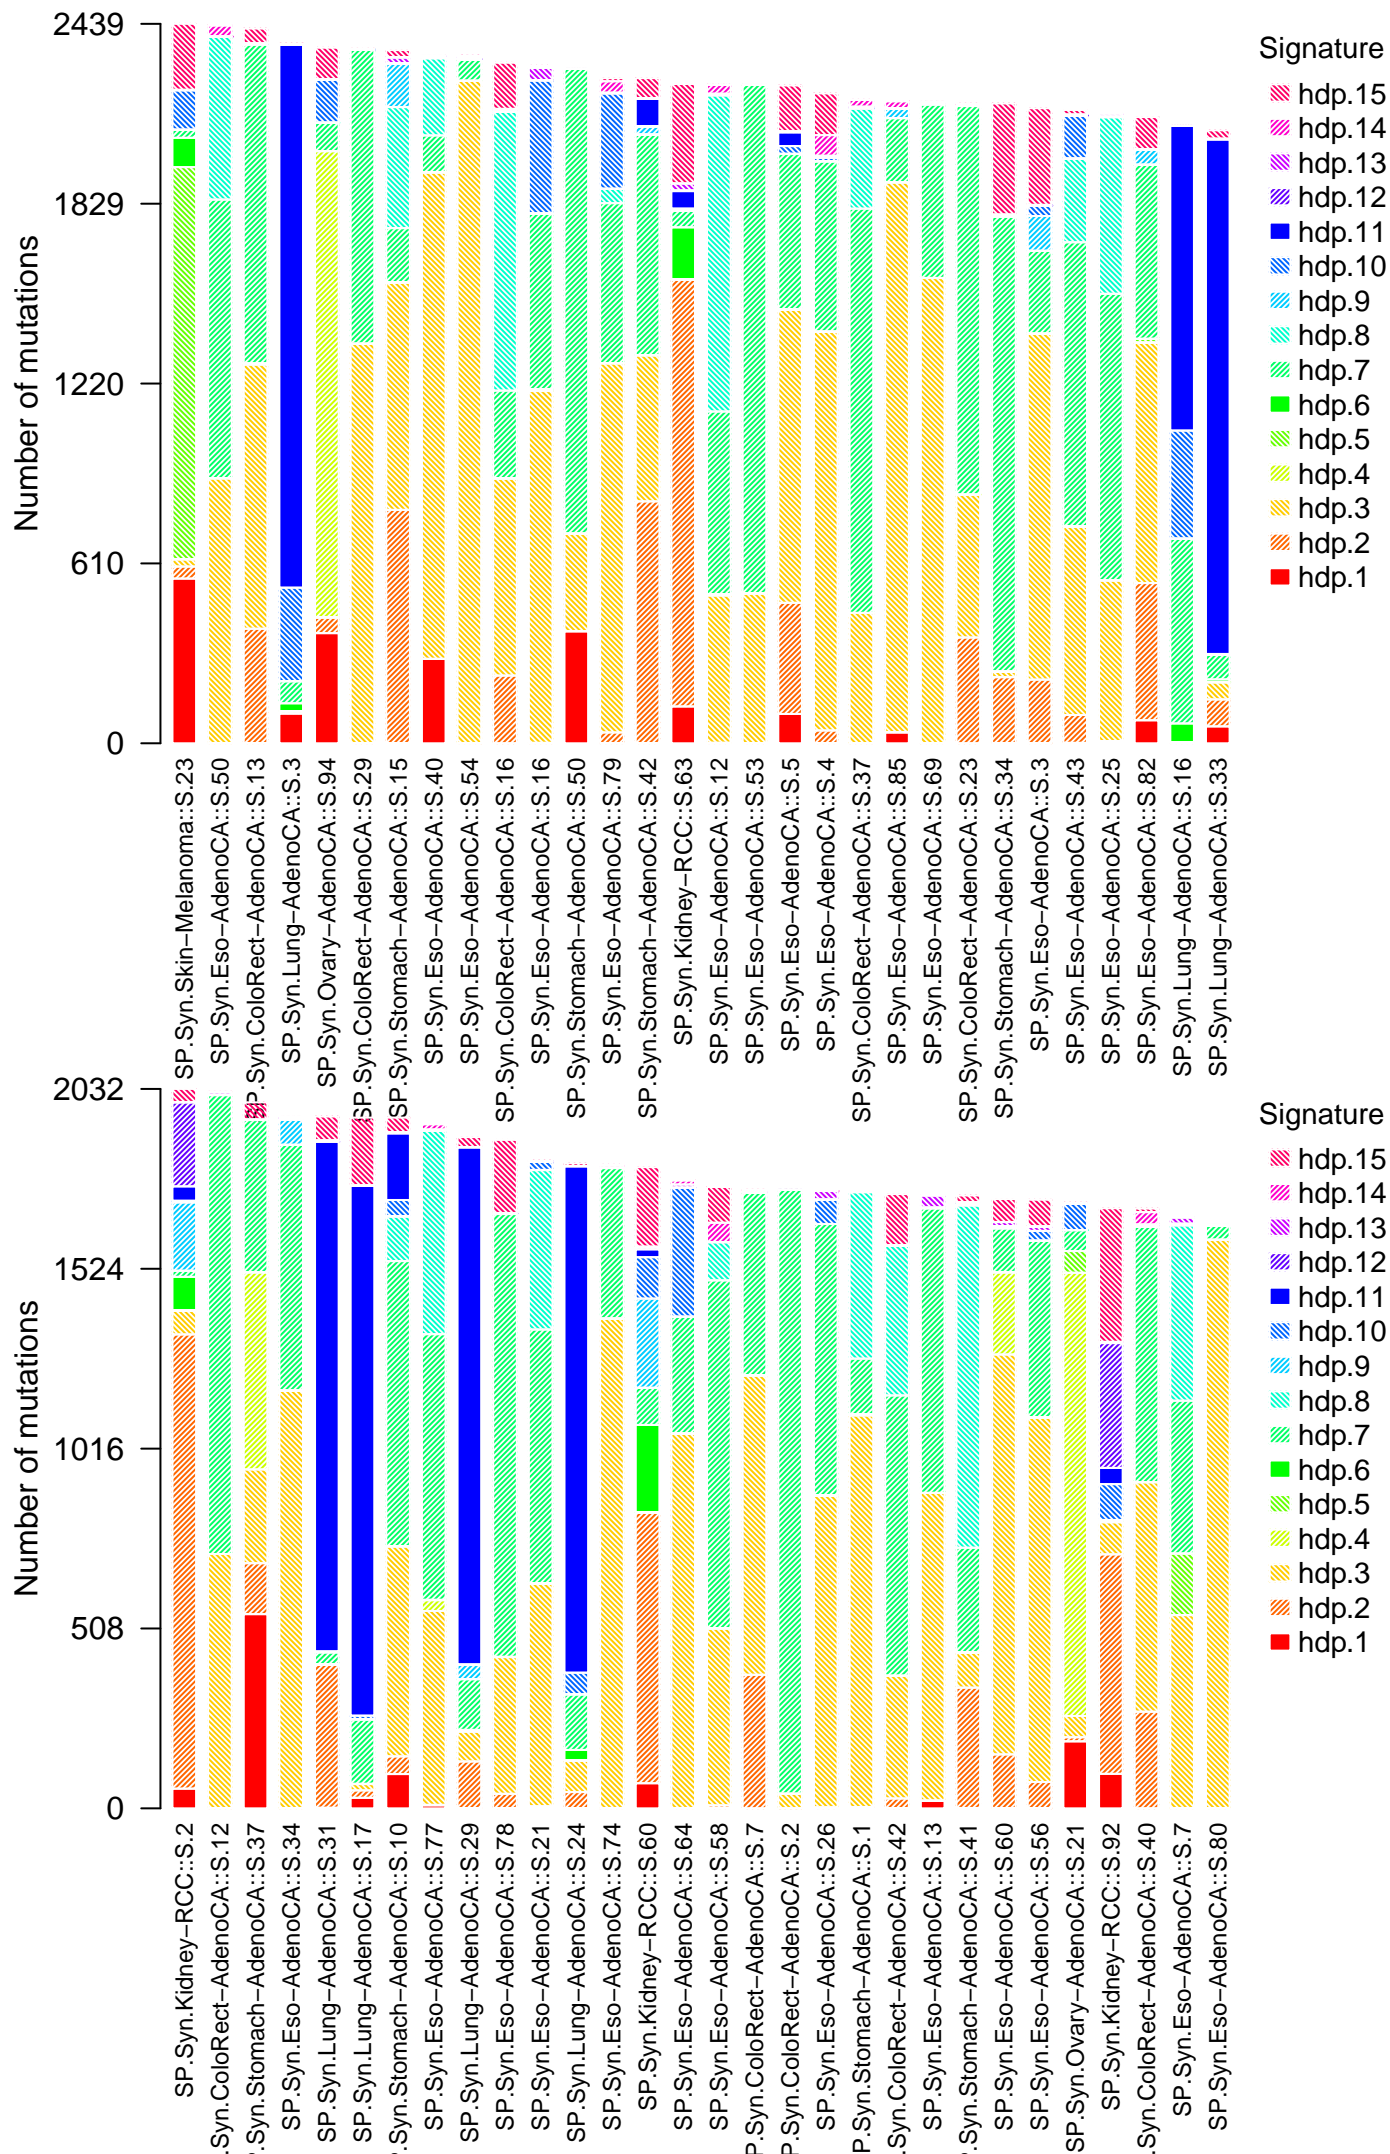 Number of mutations
2439
1829
1220
610
0
Signature
hdp.15
hdp.14
hdp.13
hdp.12
hdp.11
hdp.10
hdp.9
hdp.8
hdp.7
hdp.6
hdp.5
hdp.4
hdp.3
hdp.2
hdp.1
SP.Syn.Skin−Melanoma::S.23
SP.Syn.Eso−AdenoCA::S.50
SP.Syn.ColoRect−AdenoCA::S.13
SP.Syn.Lung−AdenoCA::S.3
SP.Syn.Ovary−AdenoCA::S.94
SP.Syn.ColoRect−AdenoCA::S.29
SP.Syn.Stomach−AdenoCA::S.15
SP.Syn.Eso−AdenoCA::S.40
SP.Syn.Eso−AdenoCA::S.54
SP.Syn.ColoRect−AdenoCA::S.16
SP.Syn.Eso−AdenoCA::S.16
SP.Syn.Stomach−AdenoCA::S.50
SP.Syn.Eso−AdenoCA::S.79
SP.Syn.Stomach−AdenoCA::S.42
SP.Syn.Kidney−RCC::S.63
SP.Syn.Eso−AdenoCA::S.12
SP.Syn.Eso−AdenoCA::S.53
SP.Syn.Eso−AdenoCA::S.5
SP.Syn.Eso−AdenoCA::S.4
SP.Syn.ColoRect−AdenoCA::S.37
SP.Syn.Eso−AdenoCA::S.85
SP.Syn.Eso−AdenoCA::S.69
SP.Syn.ColoRect−AdenoCA::S.23
SP.Syn.Stomach−AdenoCA::S.34
SP.Syn.Eso−AdenoCA::S.3
SP.Syn.Eso−AdenoCA::S.43
SP.Syn.Eso−AdenoCA::S.25
SP.Syn.Eso−AdenoCA::S.82
SP.Syn.Lung−AdenoCA::S.16
SP.Syn.Lung−AdenoCA::S.33
Number of mutations
2032
1524
1016
508
0
Signature
hdp.15
hdp.14
hdp.13
hdp.12
hdp.11
hdp.10
hdp.9
hdp.8
hdp.7
hdp.6
hdp.5
hdp.4
hdp.3
hdp.2
hdp.1
SP.Syn.Kidney−RCC::S.2
.Syn.ColoRect−AdenoCA::S.12
P.Syn.Stomach−AdenoCA::S.37
SP.Syn.Eso−AdenoCA::S.34
SP.Syn.Lung−AdenoCA::S.31
SP.Syn.Lung−AdenoCA::S.17
P.Syn.Stomach−AdenoCA::S.10
SP.Syn.Eso−AdenoCA::S.77
SP.Syn.Lung−AdenoCA::S.29
SP.Syn.Eso−AdenoCA::S.78
SP.Syn.Eso−AdenoCA::S.21
SP.Syn.Lung−AdenoCA::S.24
SP.Syn.Eso−AdenoCA::S.74
SP.Syn.Kidney−RCC::S.60
SP.Syn.Eso−AdenoCA::S.64
SP.Syn.Eso−AdenoCA::S.58
P.Syn.ColoRect−AdenoCA::S.7
P.Syn.ColoRect−AdenoCA::S.2
SP.Syn.Eso−AdenoCA::S.26
SP.Syn.Stomach−AdenoCA::S.1
.Syn.ColoRect−AdenoCA::S.42
SP.Syn.Eso−AdenoCA::S.13
P.Syn.Stomach−AdenoCA::S.41
SP.Syn.Eso−AdenoCA::S.60
SP.Syn.Eso−AdenoCA::S.56
SP.Syn.Ovary−AdenoCA::S.21
SP.Syn.Kidney−RCC::S.92
.Syn.ColoRect−AdenoCA::S.40
SP.Syn.Eso−AdenoCA::S.7
SP.Syn.Eso−AdenoCA::S.80